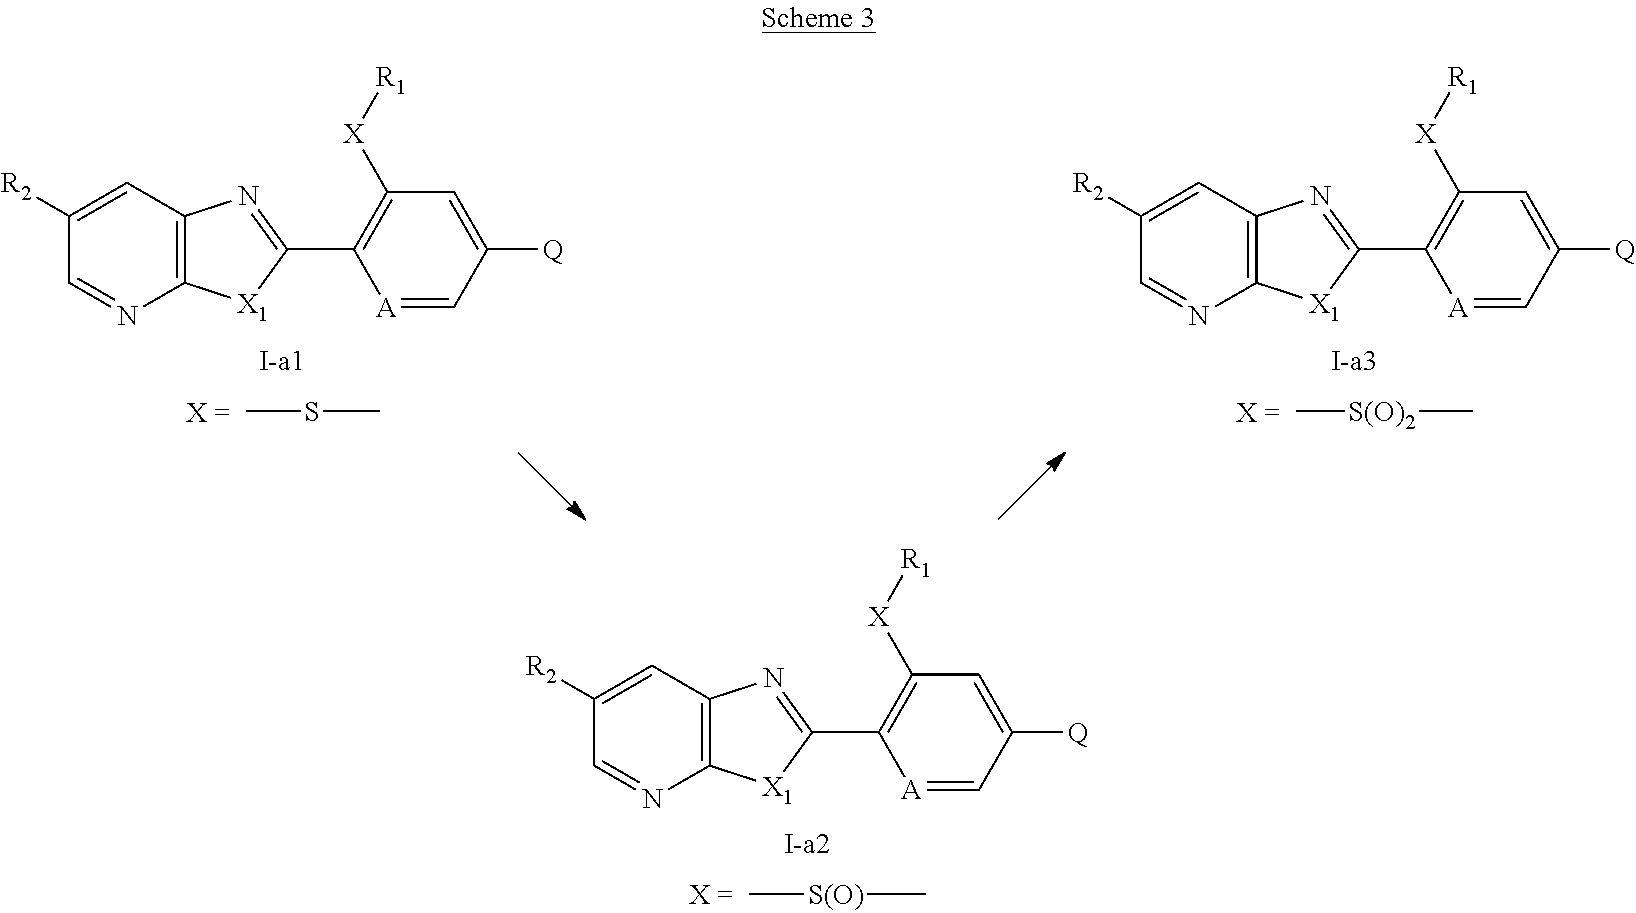 Scheme 3
R1
X
R2
N
N
X1
A
Q
I-a1
X = —S—
R1
X
R2
N
N
X1
A
Q
I-a3
X = —S(O)2—
R1
X
R2
N
N
X1
A
Q
I-a2
X = —S(O)—